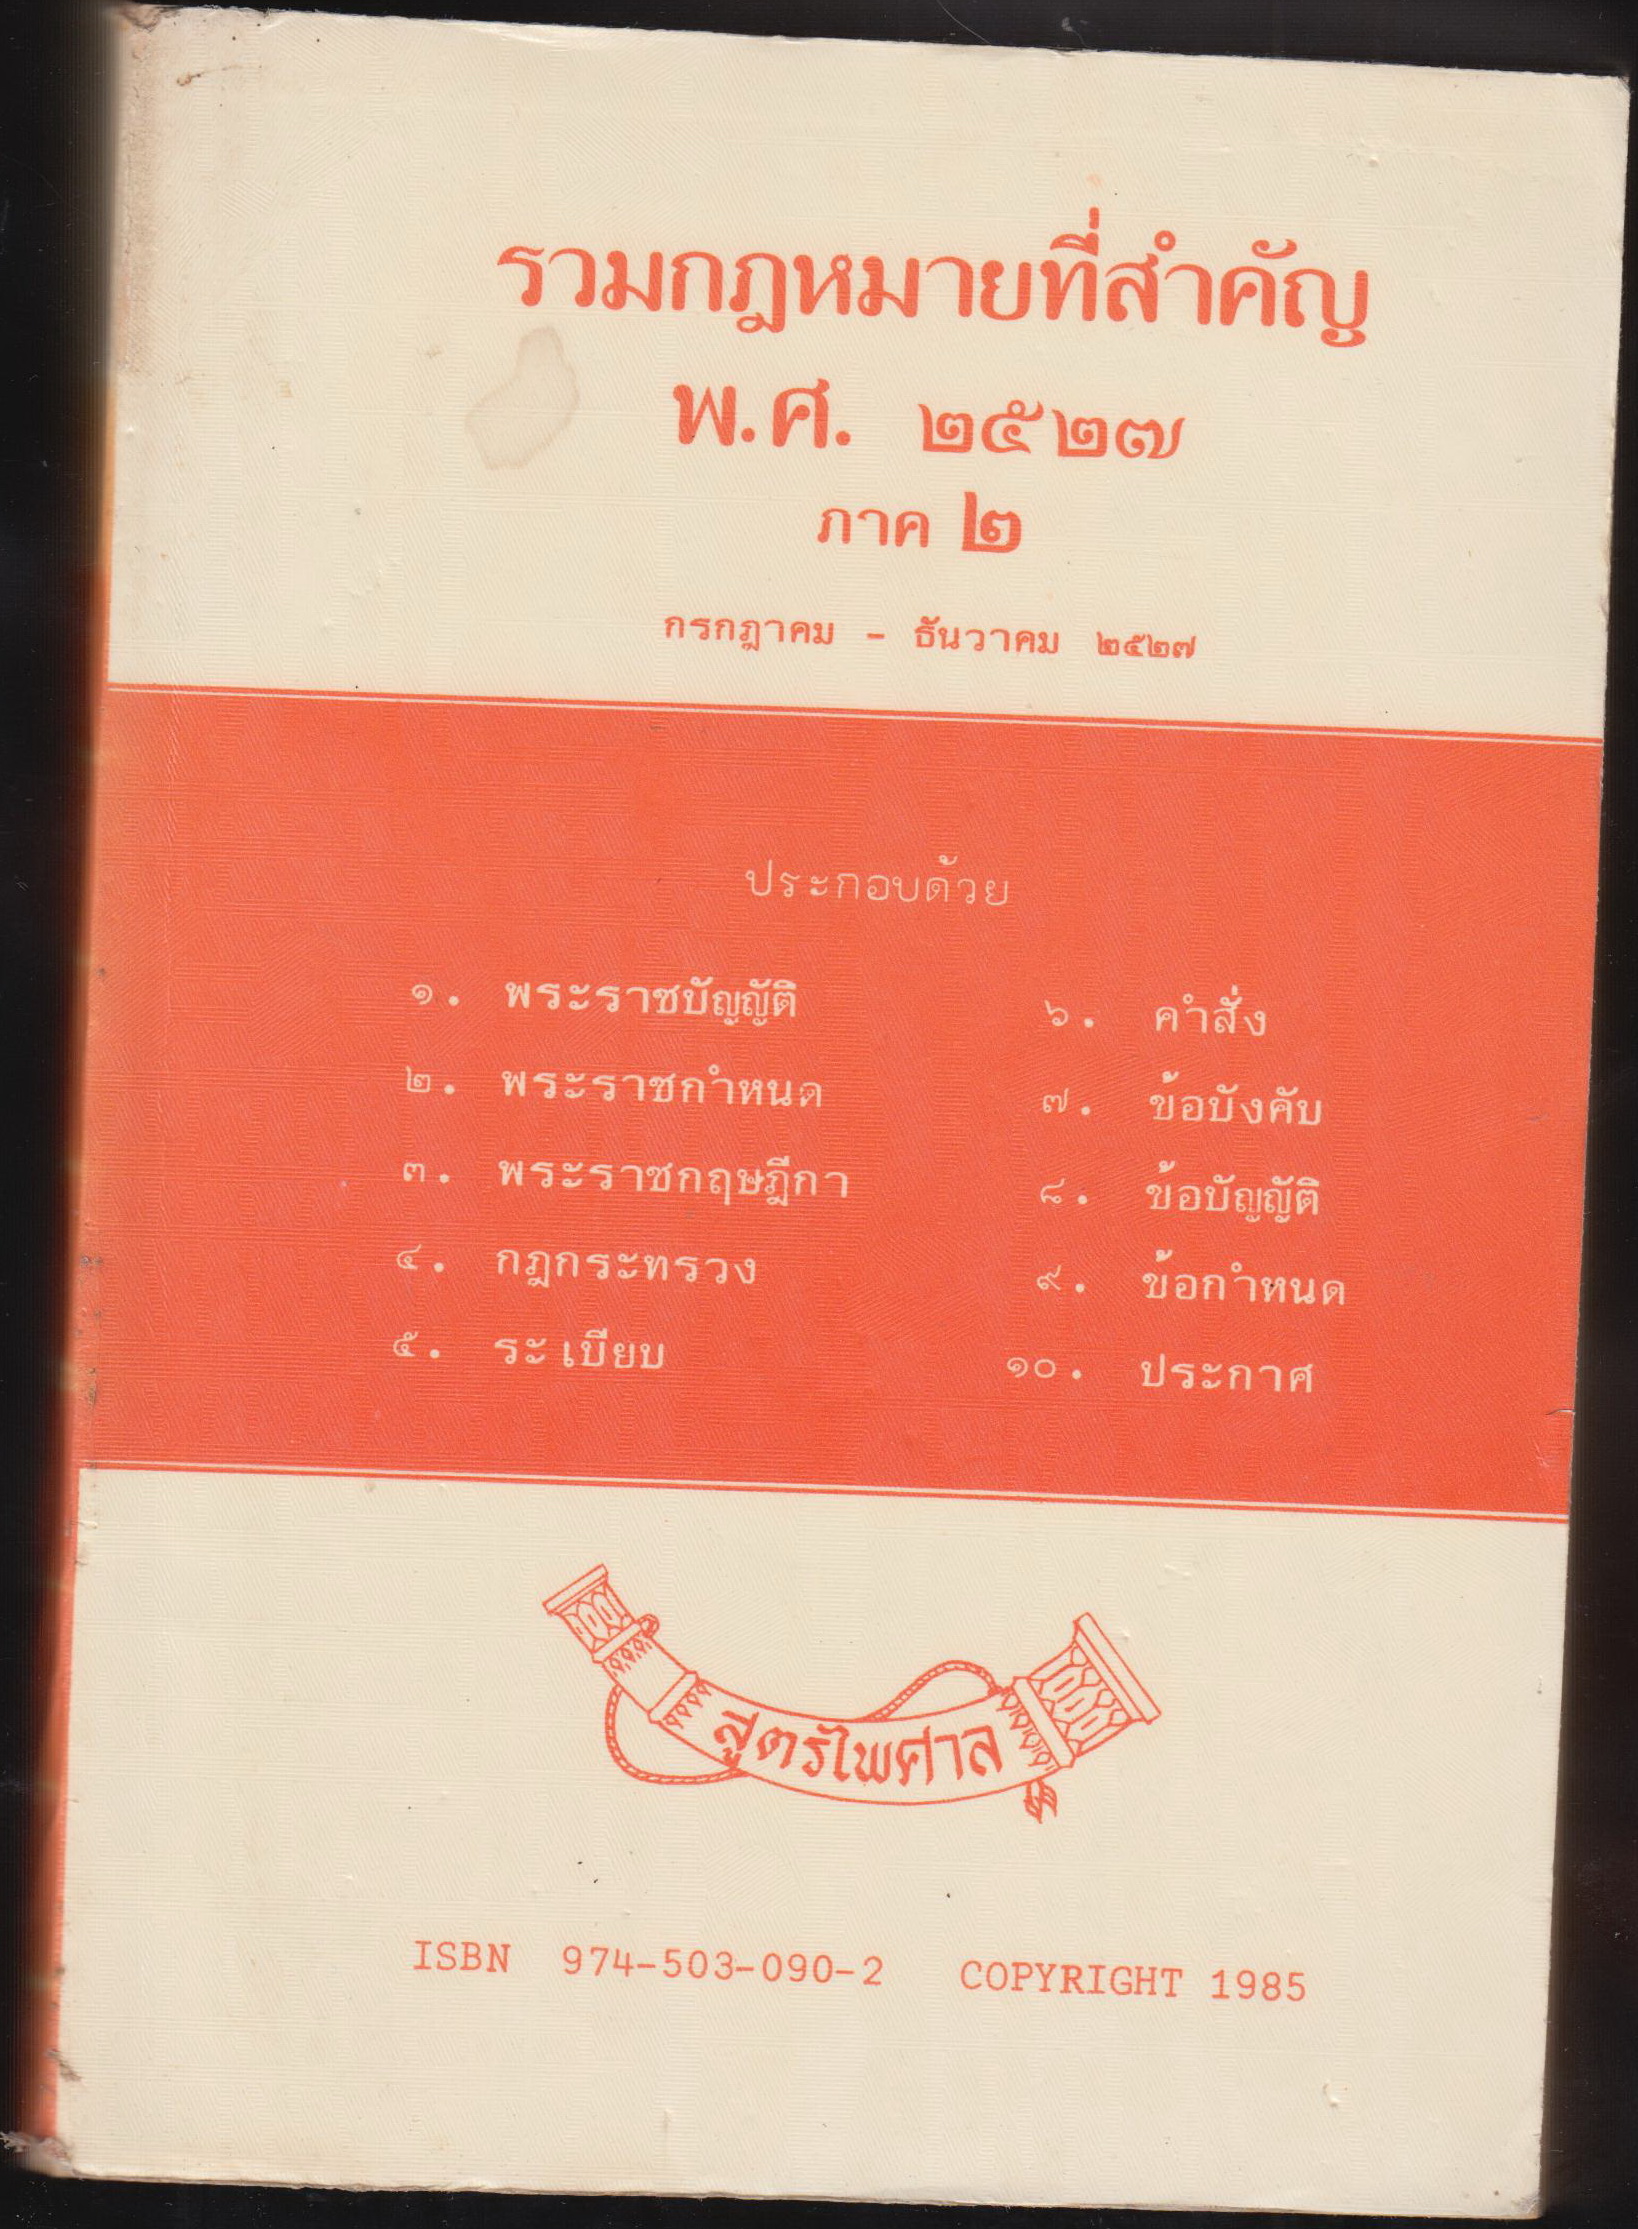 รวมกฎหมายที่สำคัญ
พ.ศ. ๒๕๒๗
ภาค ๒
กรกฎาคม - ธันวาคม ๒๕๒๗
ประกอบด้วย
๑. พระราชบัญญัติ
๒. พระราชกำหนด
๓. พระราชกฤษฎีกา
๔. กฎกระทรวง
๕. ระเบียบ
๖. คำสั่ง
๗. ข้อบังคับ
๘. ข้อบัญญัติ
๙. ข้อกำหนด
๑๐. ประกาศ
สูตรไพศาล
ISBN 974-503-090-2 COPYRIGHT 1985